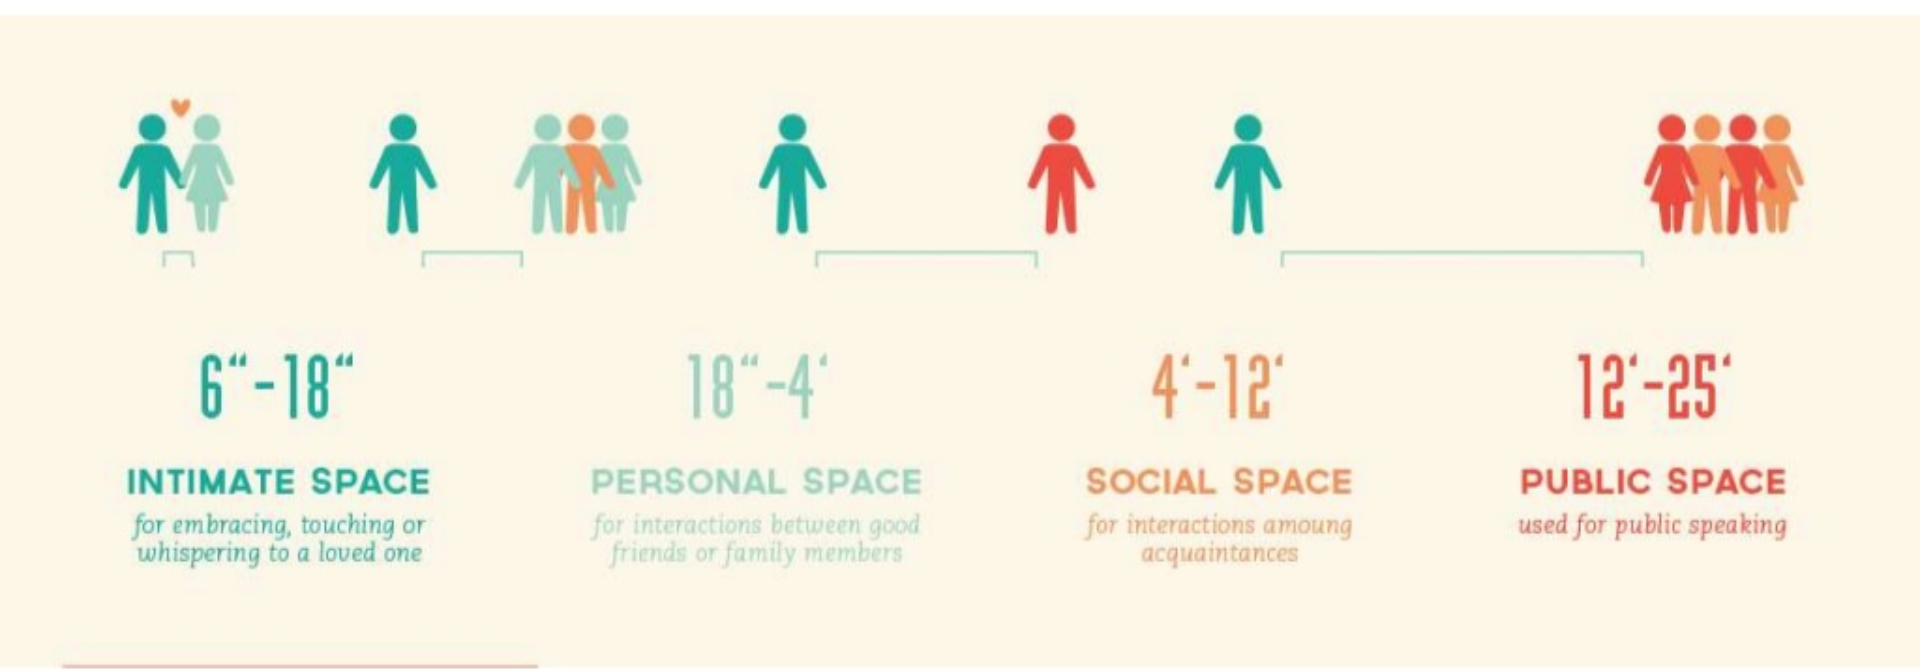 6“-18“
INTIMATE SPACE
for embracing, touching or
whispering to a loved one
18“-4‘
PERSONAL SPACE
for interactions between good
friends or family members
4‘-12‘
SOCIAL SPACE
for interactions amoung
acquaintances
12‘-25‘
PUBLIC SPACE
used for public speaking